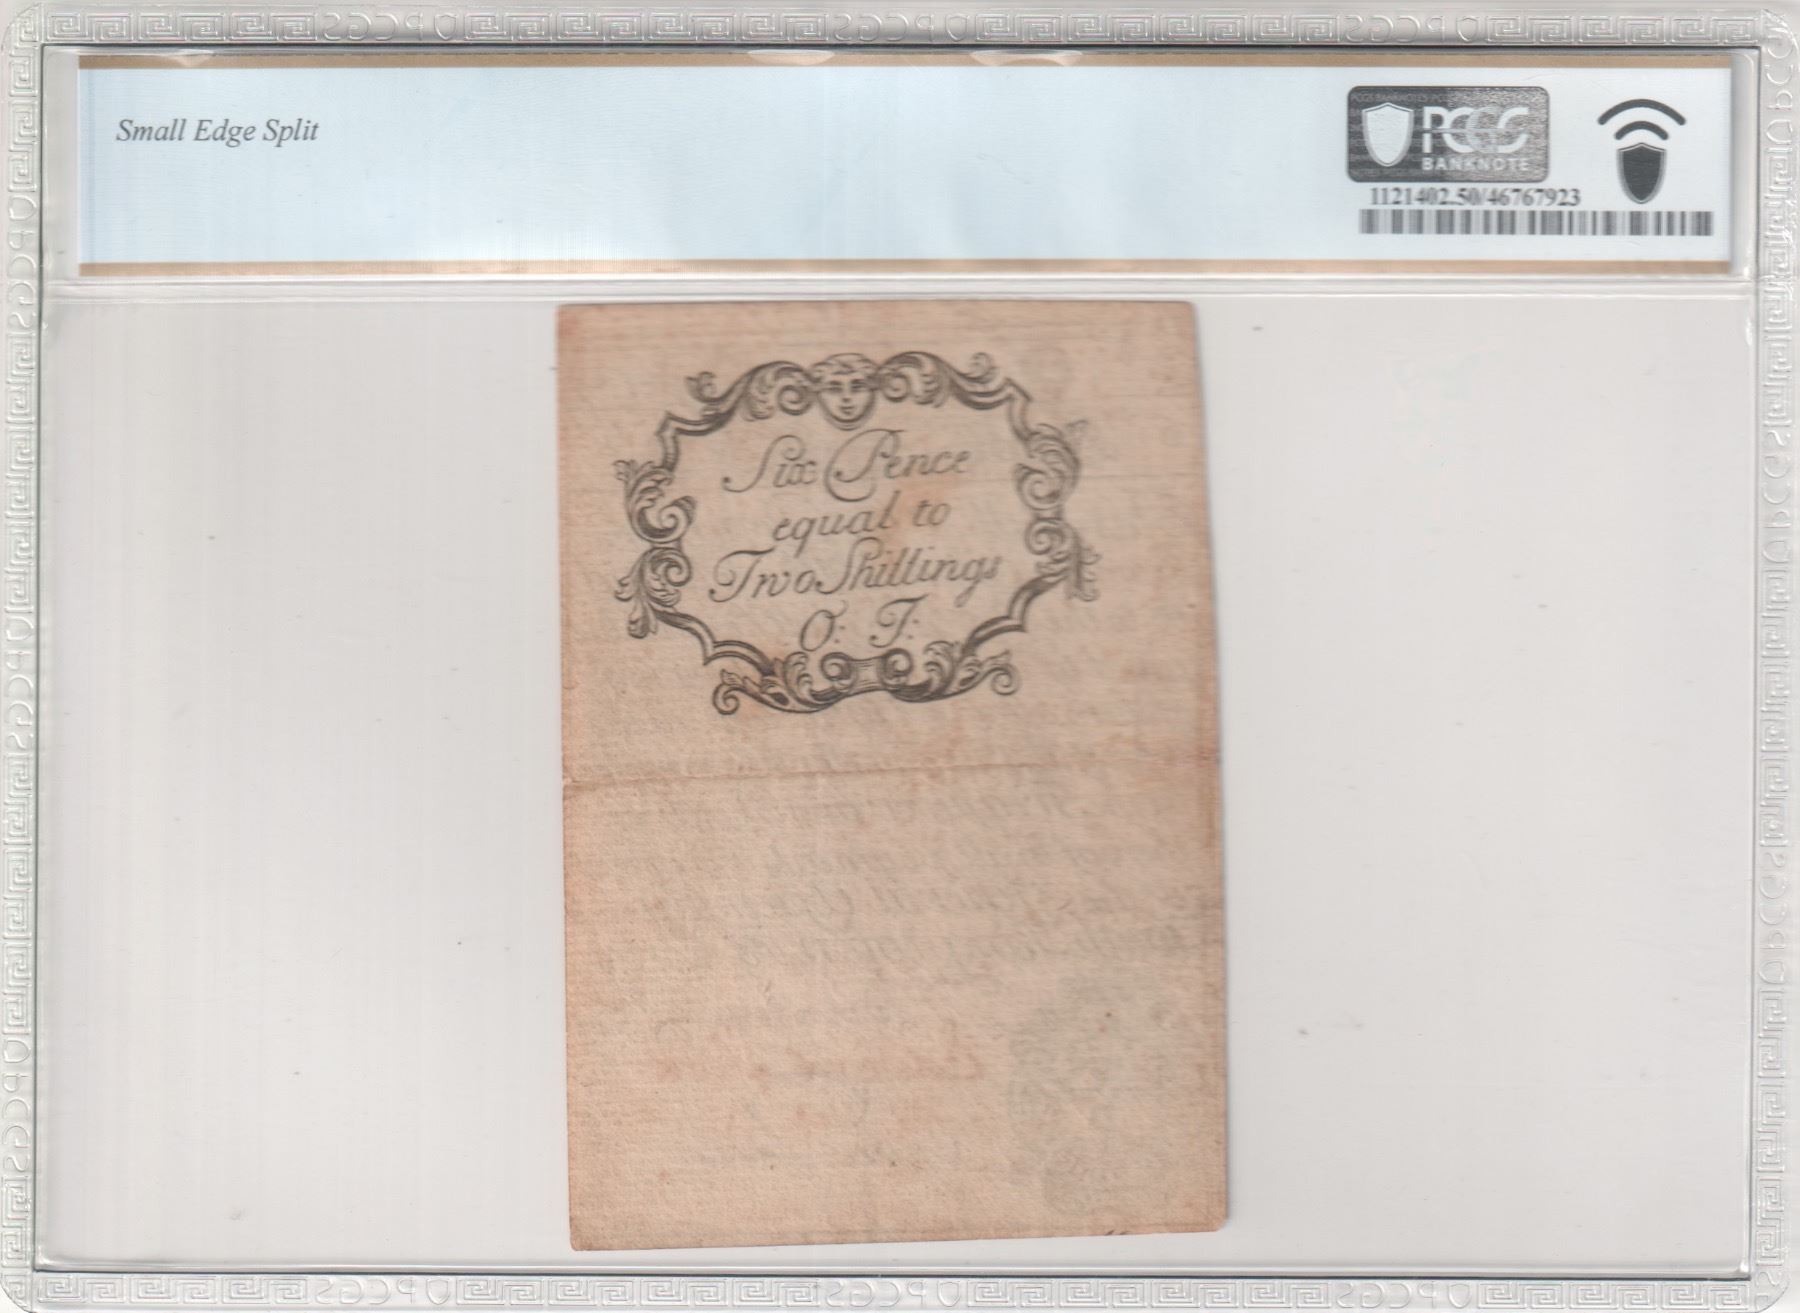 Small Edge Split
PCGS
BANKNOTE
1121402.50/46767923
Six Pence
equal to
Two Shillings
O: T: